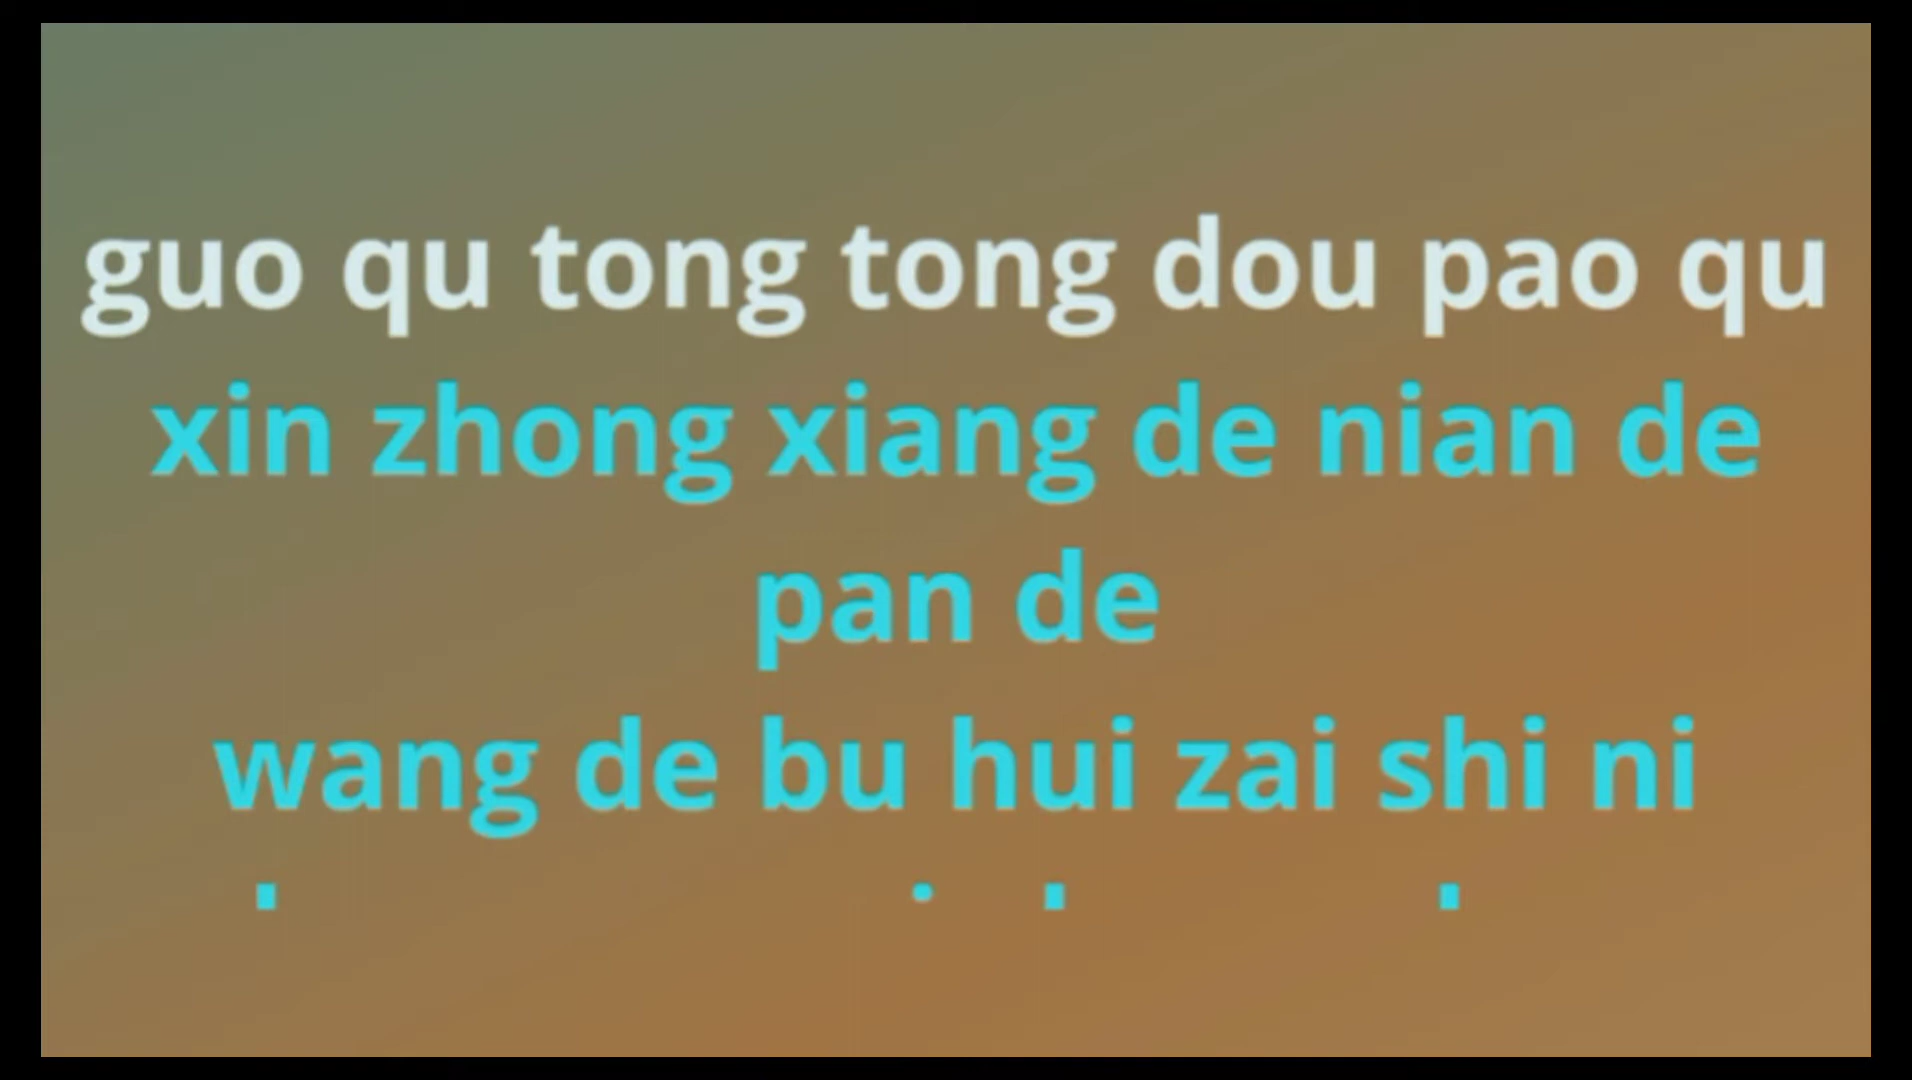 guo qu tong tong dou pao qu
xin zhong xiang de nian de
pan de
wang de bu hui zai shi ni